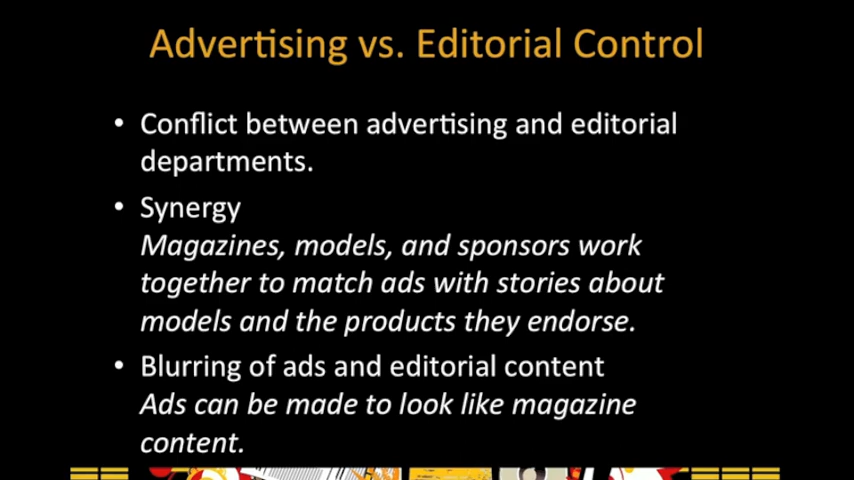 Advertising vs. Editorial Control
• Conflict between advertising and editorial
departments.
• Synergy
Magazines, models, and sponsors work
together to match ads with stories about
models and the products they endorse.
• Blurring of ads and editorial content
Ads can be made to look like magazine
content.